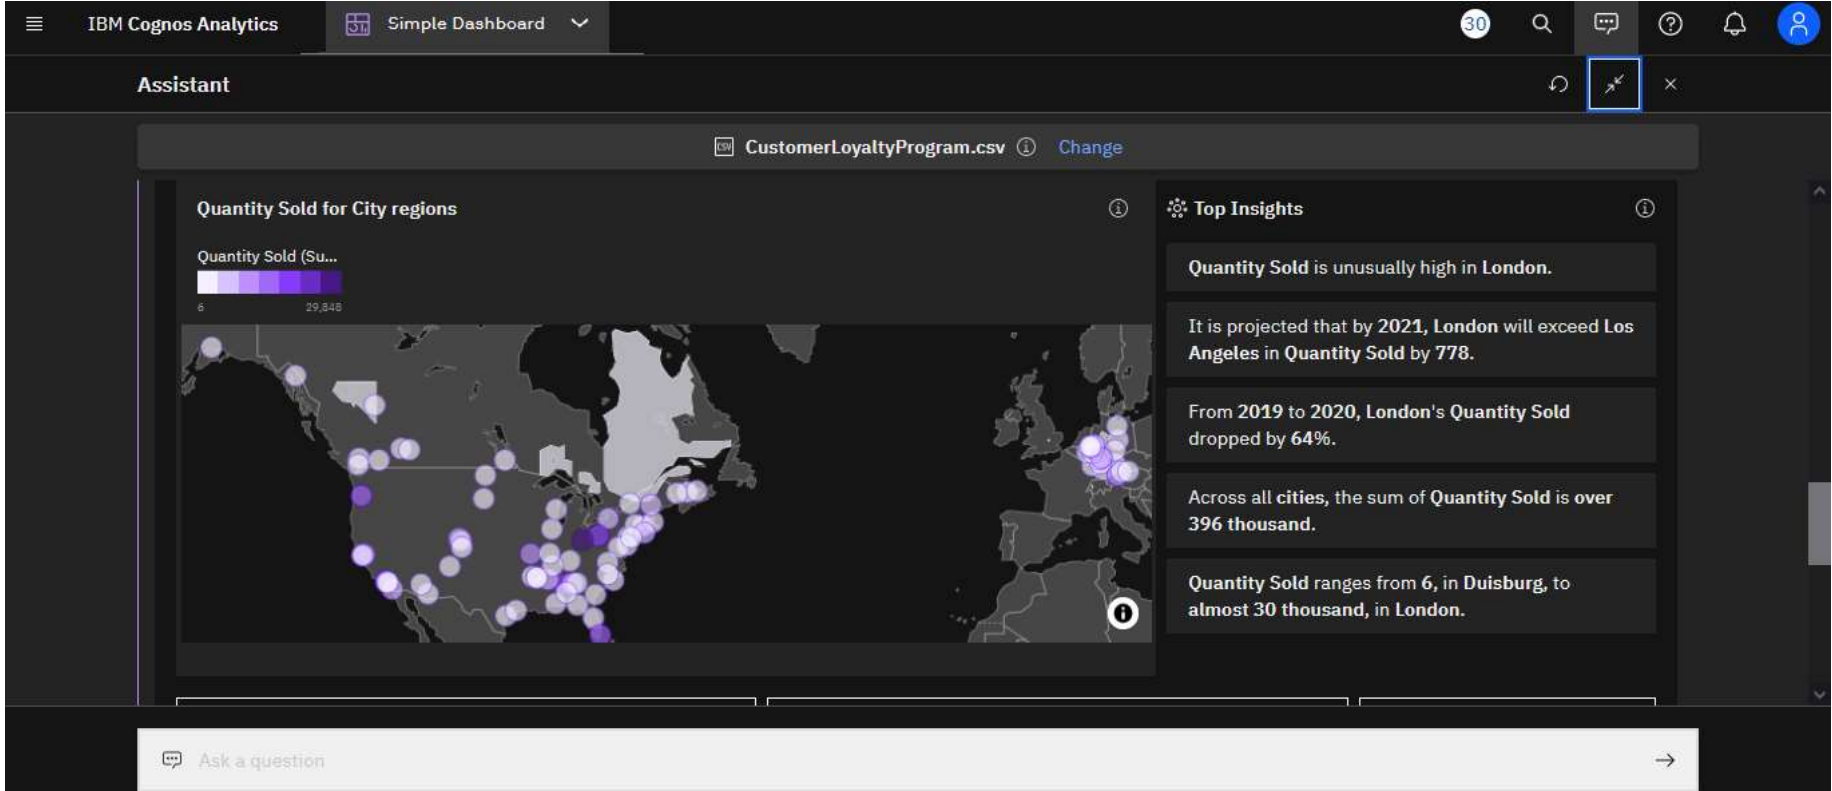 IBM Cognos Analytics
Simple Dashboard
30
Assistant
CSV
CustomerLoyaltyProgram.csv
Change
Quantity Sold for City regions
Quantity Sold (Su...
6
29,848
Top Insights
Quantity Sold is unusually high in London.
It is projected that by 2021, London will exceed Los
Angeles in Quantity Sold by 778.
From 2019 to 2020, London's Quantity Sold
dropped by 64%.
Across all cities, the sum of Quantity Sold is over
396 thousand.
Quantity Sold ranges from 6, in Duisburg, to
almost 30 thousand, in London.
Ask a question